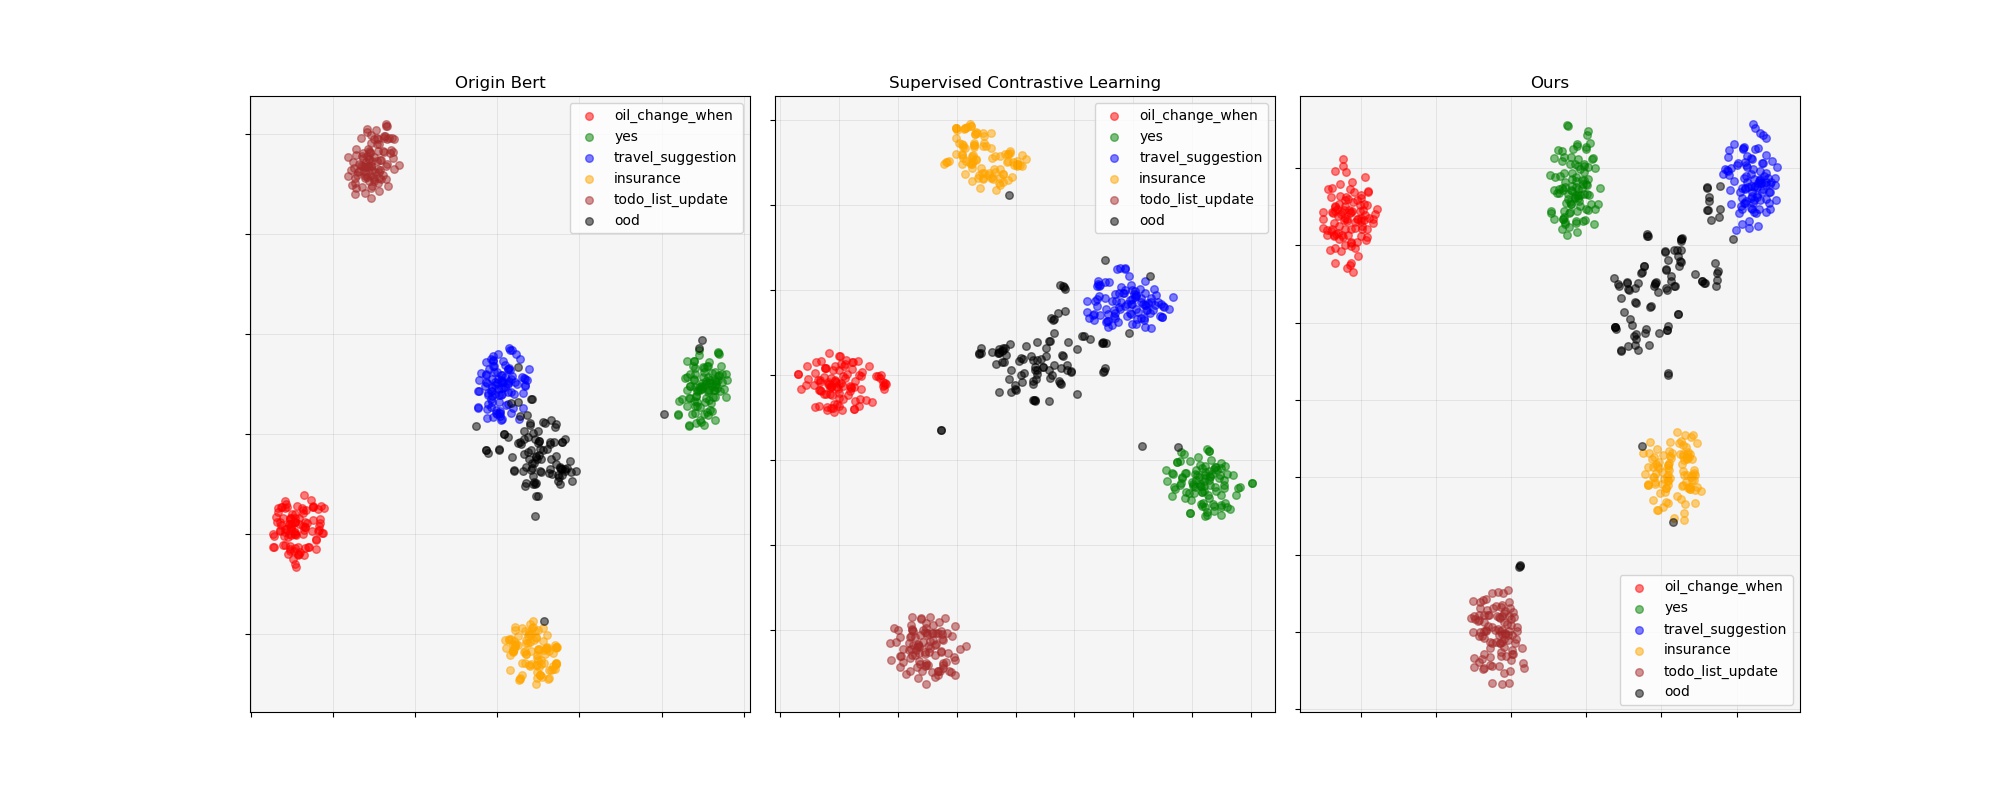 Origin Bert
oil_change_when
yes
travel_suggestion
insurance
todo_list_update
ood
Supervised Contrastive Learning
oil_change_when
yes
travel_suggestion
insurance
todo_list_update
ood
Ours
oil_change_when
yes
travel_suggestion
insurance
todo_list_update
ood